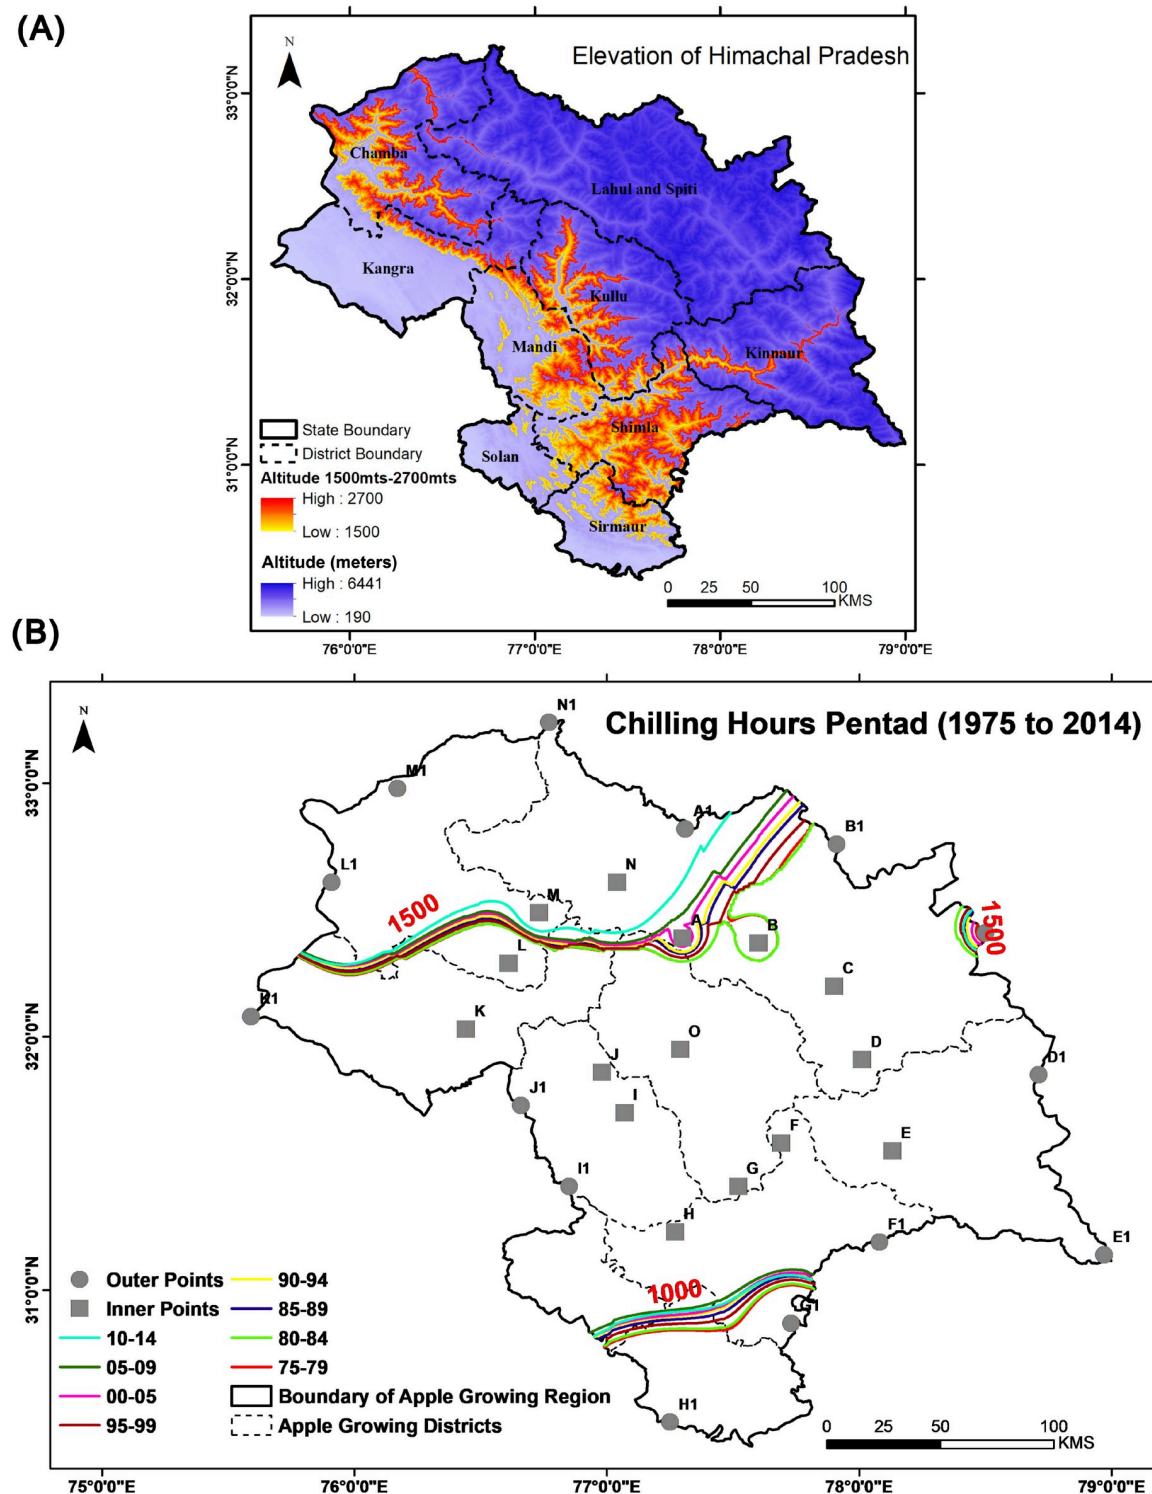 (A)
N
Elevation of Himachal Pradesh
33°0'0"N
32°0'0"N
31°0'0"N
Chamba
Lahul and Spiti
Kangra
Kullu
Mandi
Kinnaur
Shimla
Solan
Sirmaur
State Boundary
District Boundary
Altitude 1500mts-2700mts
High : 2700
Low : 1500
Altitude (meters)
High : 6441
Low : 190
0 25 50 100
KMS
76°0'0"E 77°0'0"E 78°0'0"E 79°0'0"E
(B)
N
Chilling Hours Pentad (1975 to 2014)
33°0'0"N
32°0'0"N
31°0'0"N
N1
M1
A1
B1
L1
N
M
1500
A
B
1500
L
C
K1
K
O
D
D1
J
J1
I
F
E
G
I1
H
F1
E1
1000
G1
H1
Outer Points
Inner Points
10-14
05-09
00-05
95-99
90-94
85-89
80-84
75-79
Boundary of Apple Growing Region
Apple Growing Districts
0 50 100
KMS
75°0'0"E 76°0'0"E 77°0'0"E 78°0'0"E 79°0'0"E